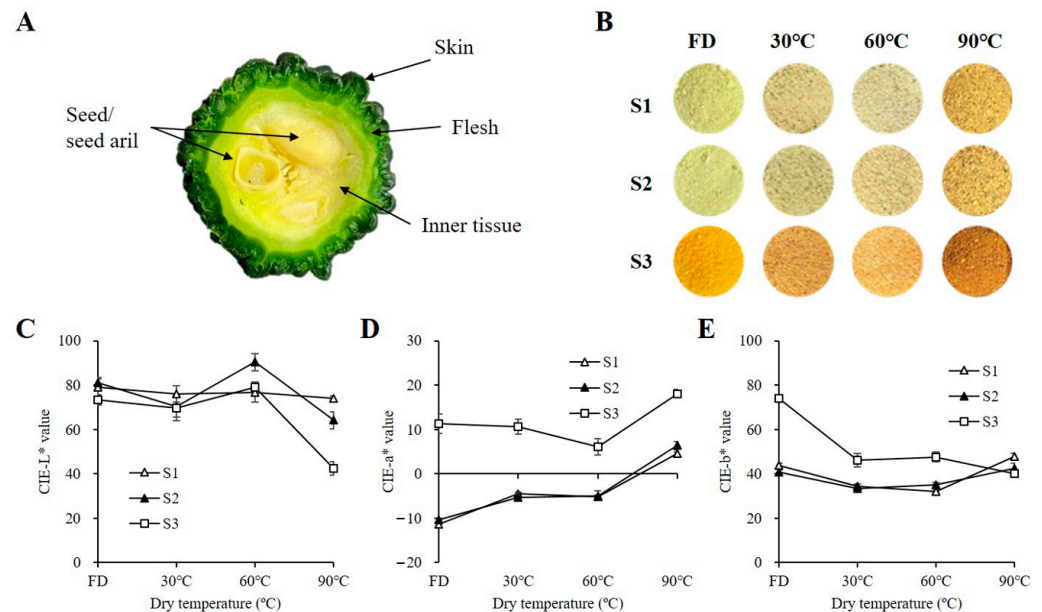 A
Skin
Seed/
seed aril
Flesh
Inner tissue
B
FD 30℃ 60℃ 90℃
S1
S2
S3
C
100
80
60
40
20
0
CIE-L* value
S1
S2
S3
FD 30℃ 60℃ 90℃
Dry temperature (℃)
D
30
20
10
0
−10
−20
CIE-a* value
S1
S2
S3
FD 30℃ 60℃ 90℃
Dry temperature (℃)
E
100
80
60
40
20
0
CIE-b* value
S1
S2
S3
FD 30℃ 60℃ 90℃
Dry temperature (℃)